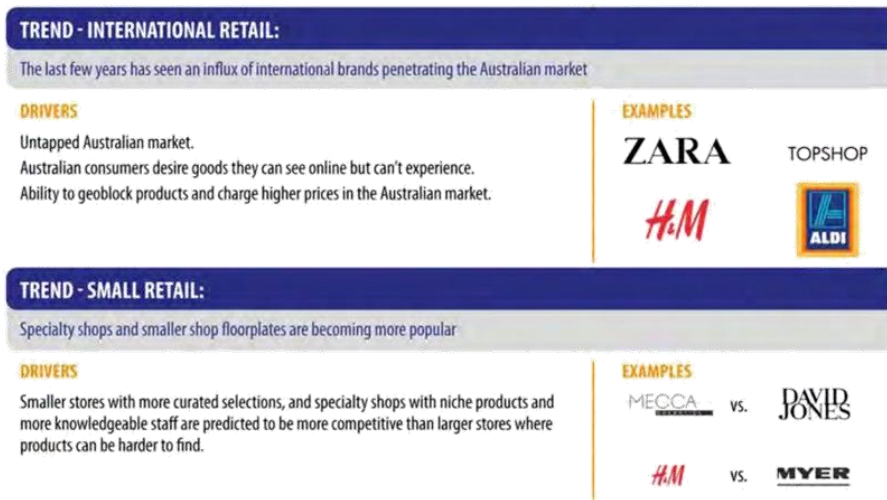 TREND - INTERNATIONAL RETAIL:
The last few years has seen an influx of international brands penetrating the Australian market
DRIVERS
Untapped Australian market.
Australian consumers desire goods they can see online but can't experience.
Ability to geoblock products and charge higher prices in the Australian market.
EXAMPLES
ZARA TOPSHOP
H&M ALDI
TREND - SMALL RETAIL:
Specialty shops and smaller shop floorplates are becoming more popular
DRIVERS
Smaller stores with more curated selections, and specialty shops with niche products and
more knowledgeable staff are predicted to be more competitive than larger stores where
products can be harder to find.
EXAMPLES
MECCA vs. DAVID JONES
H&M vs. MYER